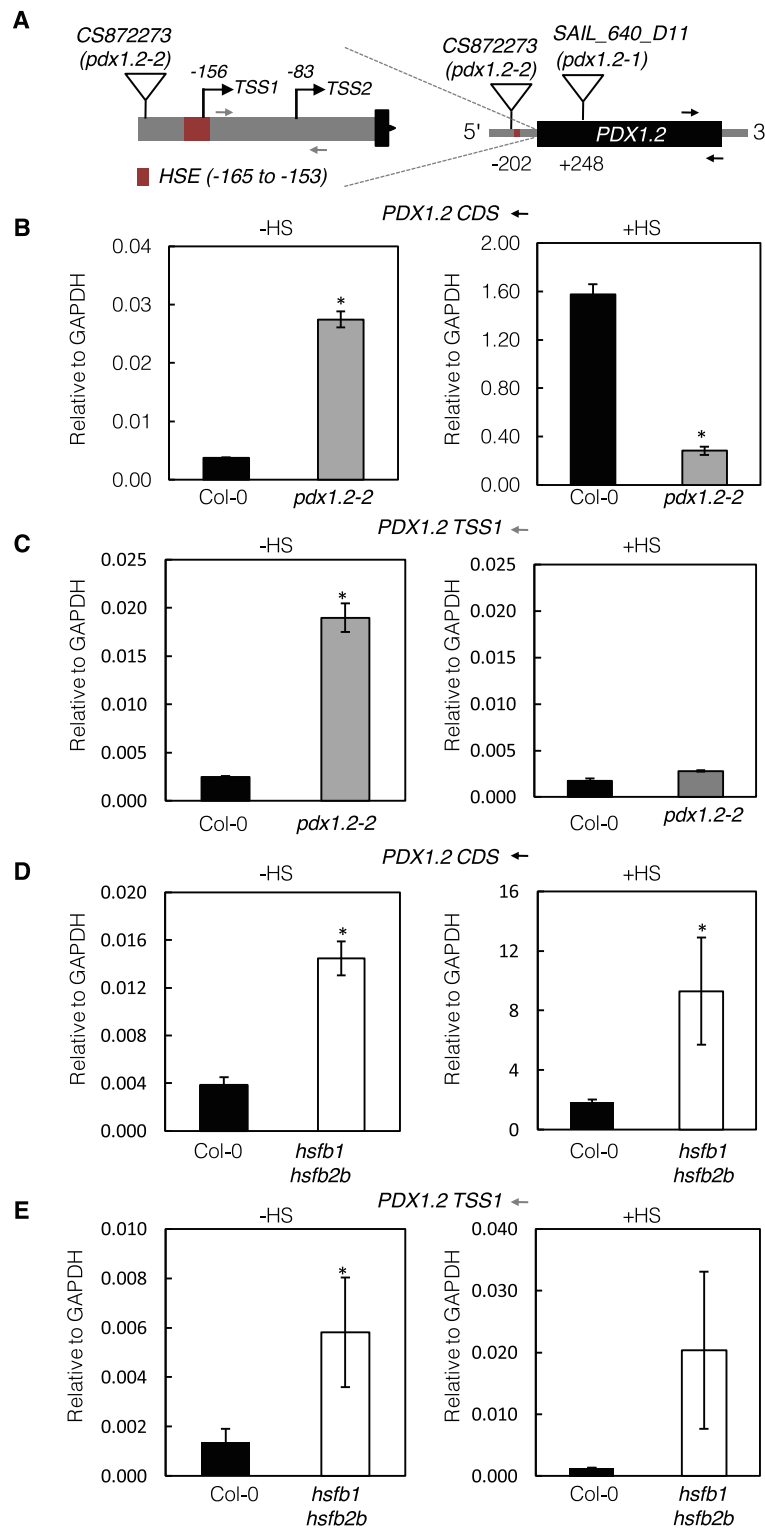 A
CS872273
(pdx1.2-2)
-156
TSS1
-83
TSS2
HSE (-165 to -153)
CS872273
(pdx1.2-2)
SAIL_640_D11
(pdx1.2-1)
5'
PDX1.2
3
-202
+248
B
PDX1.2 CDS
-HS
Relative to GAPDH
0.04
0.03
0.02
0.01
0.00
*
Col-0
pdx1.2-2
+HS
Relative to GAPDH
2.00
1.60
1.20
0.80
0.40
0.00
*
Col-0
pdx1.2-2
C
PDX1.2 TSS1
-HS
Relative to GAPDH
0.025
0.020
0.015
0.010
0.005
0.000
*
Col-0
pdx1.2-2
+HS
Relative to GAPDH
0.025
0.020
0.015
0.010
0.005
0.000
Col-0
pdx1.2-2
D
PDX1.2 CDS
-HS
Relative to GAPDH
0.020
0.016
0.012
0.008
0.004
0.000
*
Col-0
hsfb1
hsfb2b
+HS
Relative to GAPDH
16
12
8
4
0
*
Col-0
hsfb1
hsfb2b
E
PDX1.2 TSS1
-HS
Relative to GAPDH
0.010
0.008
0.006
0.004
0.002
0.000
*
Col-0
hsfb1
hsfb2b
+HS
Relative to GAPDH
0.040
0.030
0.020
0.010
0.000
Col-0
hsfb1
hsfb2b